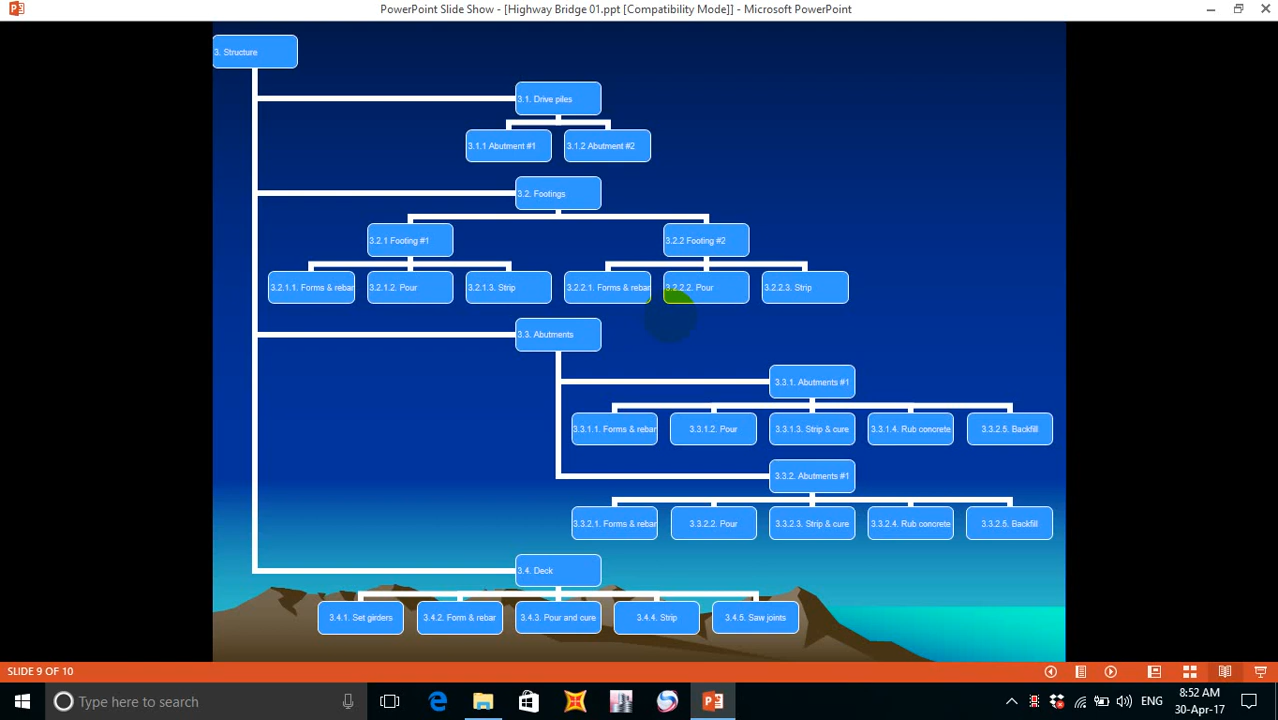 PowerPoint Slide Show - [Highway Bridge 01.ppt [Compatibility Mode]] - Microsoft PowerPoint
3. Structure
3.1. Drive piles
3.1.1 Abutment #1
3.1.2 Abutment #2
3.2. Footings
3.2.1 Footing #1
3.2.2 Footing #2
3.2.1.1. Forms & rebar
3.2.1.2. Pour
3.2.1.3. Strip
3.2.2.1. Forms & rebar
3.2.2.2. Pour
3.2.2.3. Strip
3.3. Abutments
3.3.1. Abutments #1
3.3.1.1. Forms & rebar
3.3.1.2. Pour
3.3.1.3. Strip & cure
3.3.1.4. Rub concrete
3.3.2.5. Backfill
3.3.2. Abutments #1
3.3.2.1. Forms & rebar
3.3.2.2. Pour
3.3.2.3. Strip & cure
3.3.2.4. Rub concrete
3.3.2.5. Backfill
3.4. Deck
3.4.1. Set girders
3.4.2. Form & rebar
3.4.3. Pour and cure
3.4.4. Strip
3.4.5. Saw joints
SLIDE 9 OF 10
Type here to search
ENG
8:52 AM
30-Apr-17